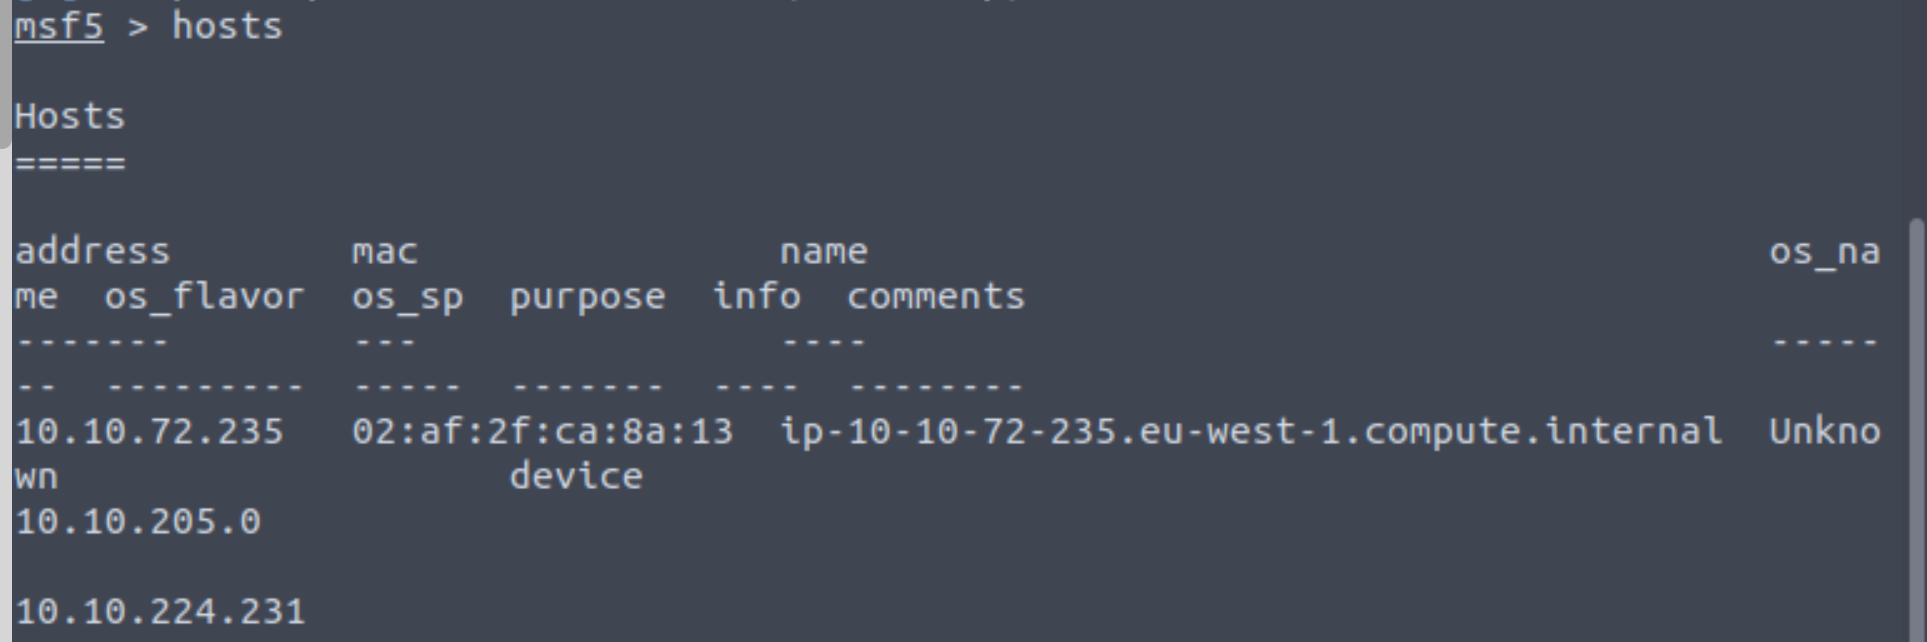 msf5 > hosts
Hosts
=====
address mac name os_na
me os_flavor os_sp purpose info comments
------- --- ---- -----
-- --------- ----- ------- ---- --------
10.10.72.235 02:af:2f:ca:8a:13 ip-10-10-72-235.eu-west-1.compute.internal Unkno
wn device
10.10.205.0
10.10.224.231